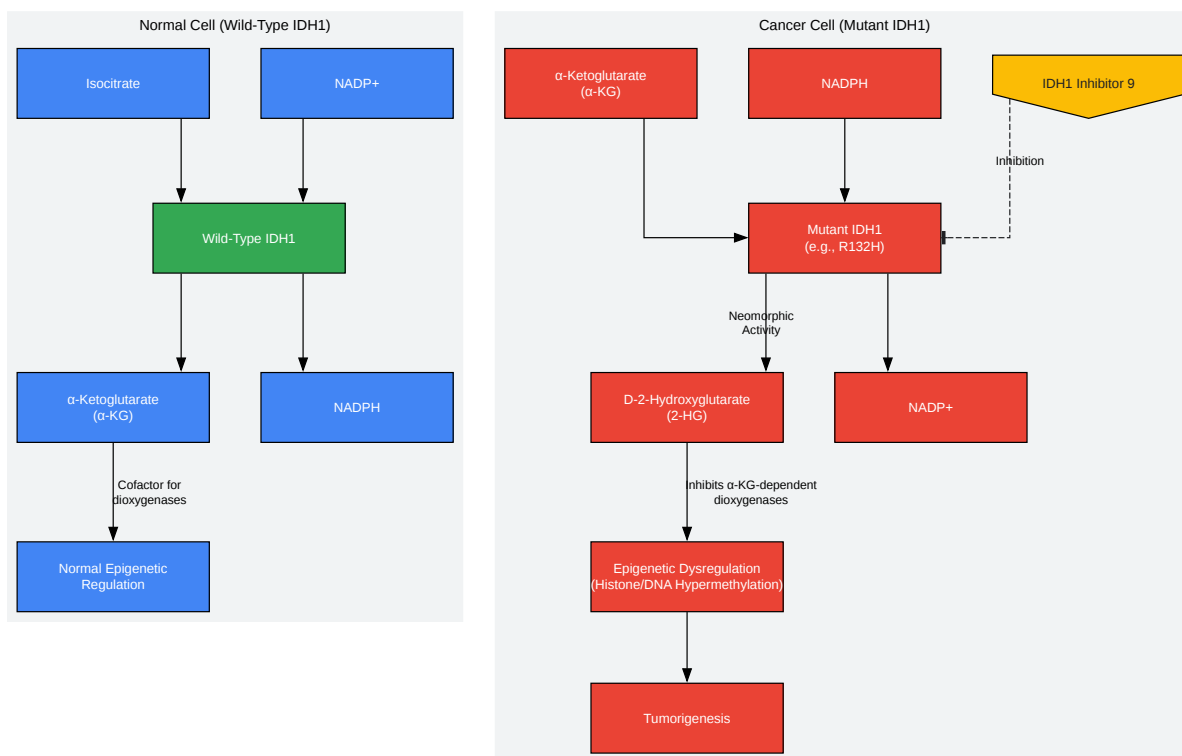 Normal Cell (Wild-Type IDH1)
Isocitrate
NADP+
Wild-Type IDH1
α-Ketoglutarate
(α-KG)
NADPH
Cofactor for
dioxygenases
Normal Epigenetic
Regulation
Cancer Cell (Mutant IDH1)
α-Ketoglutarate
(α-KG)
NADPH
IDH1 Inhibitor 9
Inhibition
Mutant IDH1
(e.g., R132H)
Neomorphic
Activity
D-2-Hydroxyglutarate
(2-HG)
NADP+
Inhibits α-KG-dependent
dioxygenases
Epigenetic Dysregulation
(Histone/DNA Hypermethylation)
Tumorigenesis